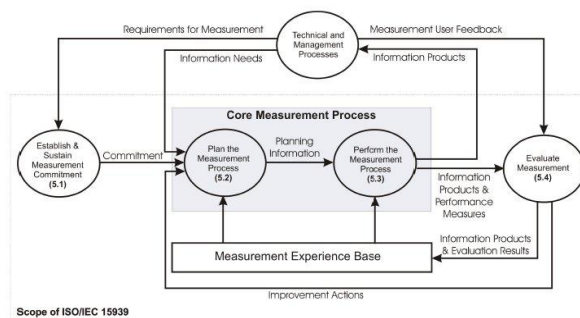 Requirements for Measurement
Measurement User Feedback
Technical and
Management
Processes
Information Needs
Information Products
Core Measurement Process
Establish &
Sustain
Measurement
Commitment
(5.1)
Commitment
Plan the
Measurement
Process
(5.2)
Planning
Information
Perform the
Measurement
Process
(5.3)
Information
Products &
Performance
Measures
Evaluate
Measurement
(5.4)
Measurement Experience Base
Information Products
& Evaluation Results
Improvement Actions
Scope of ISO/IEC 15939